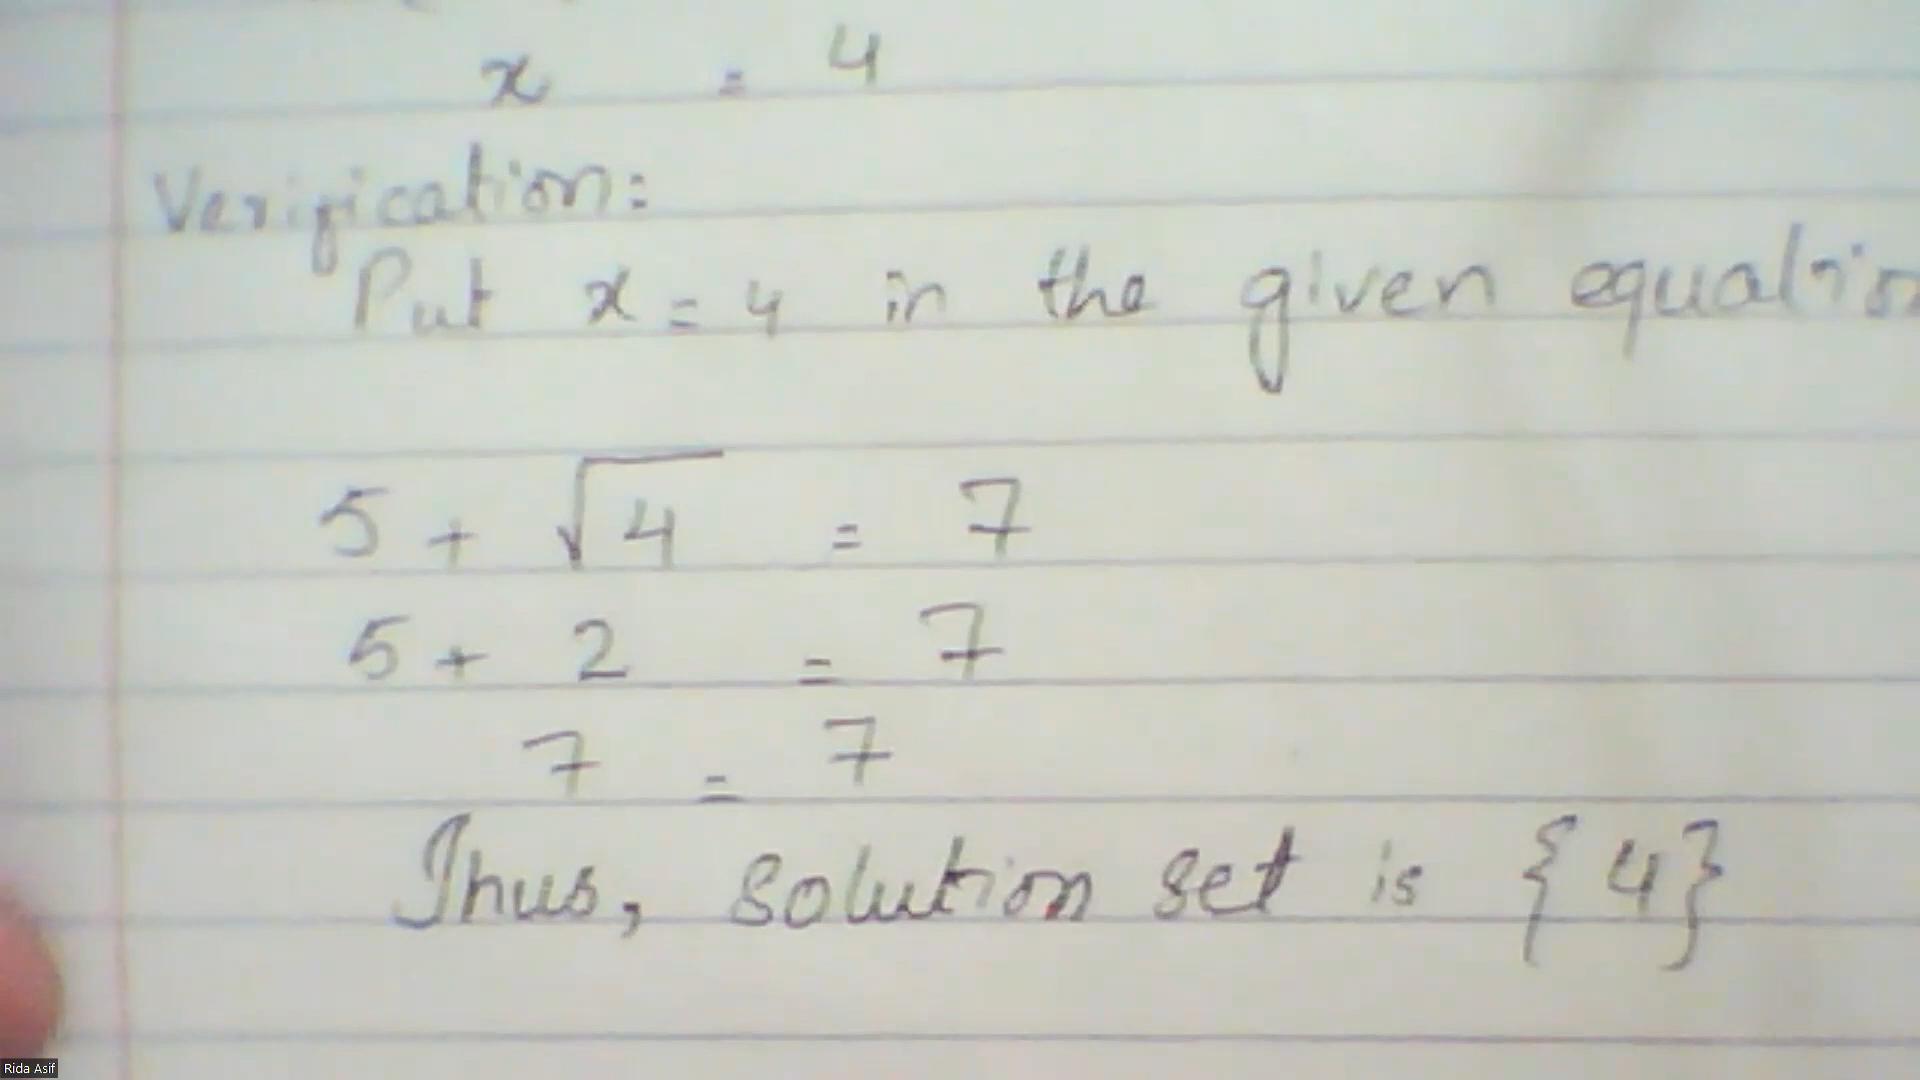 x = 4
Verification:
Put x = 4 in the given equation
5 + √4 = 7
5 + 2 = 7
7 = 7
Thus, solution set is {4}
Rida Asif